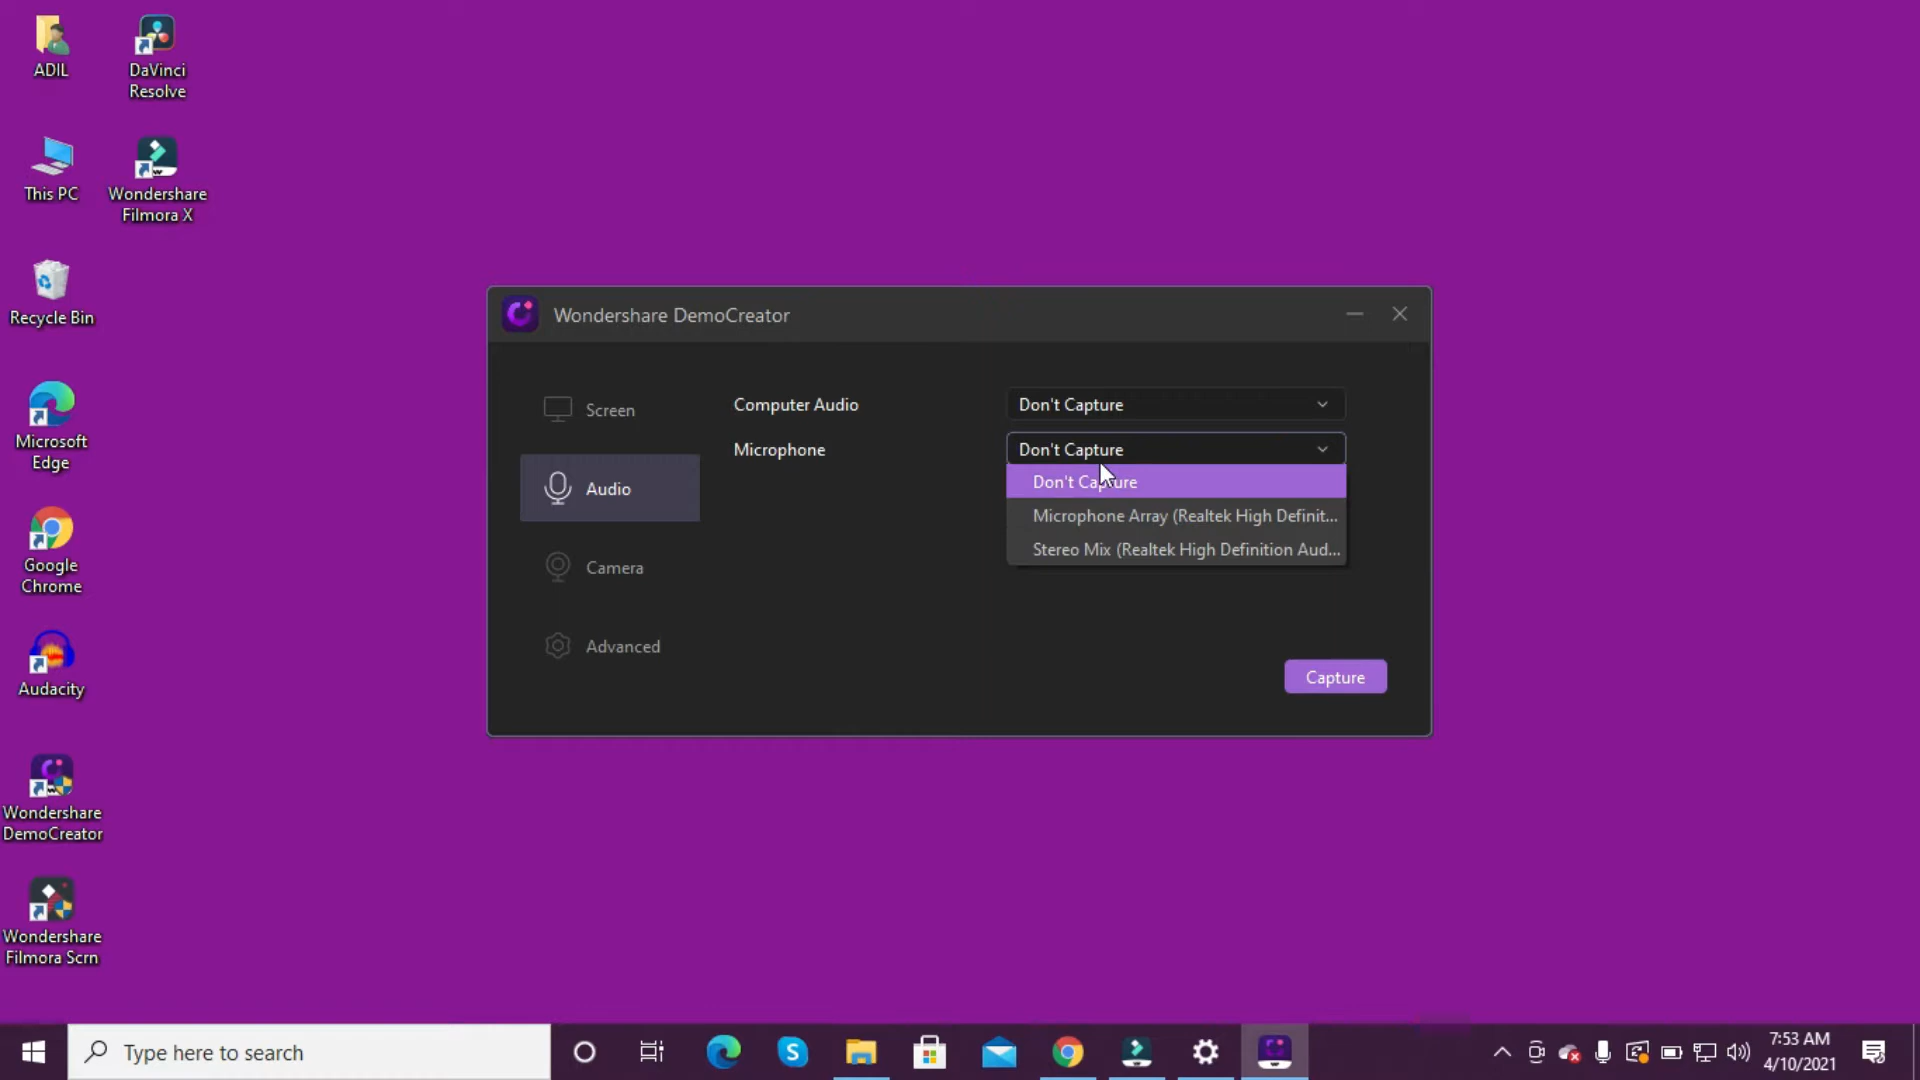 ADIL
DaVinci
Resolve
This PC
Wondershare
Filmora X
Recycle Bin
Microsoft
Edge
Google
Chrome
Audacity
Wondershare
DemoCreator
Wondershare
Filmora Scrn
Wondershare DemoCreator
Screen
Audio
Camera
Advanced
Computer Audio
Don't Capture
Microphone
Don't Capture
Don't Capture
Microphone Array (Realtek High Definit...
Stereo Mix (Realtek High Definition Aud...
Capture
Type here to search
7:53 AM
4/10/2021